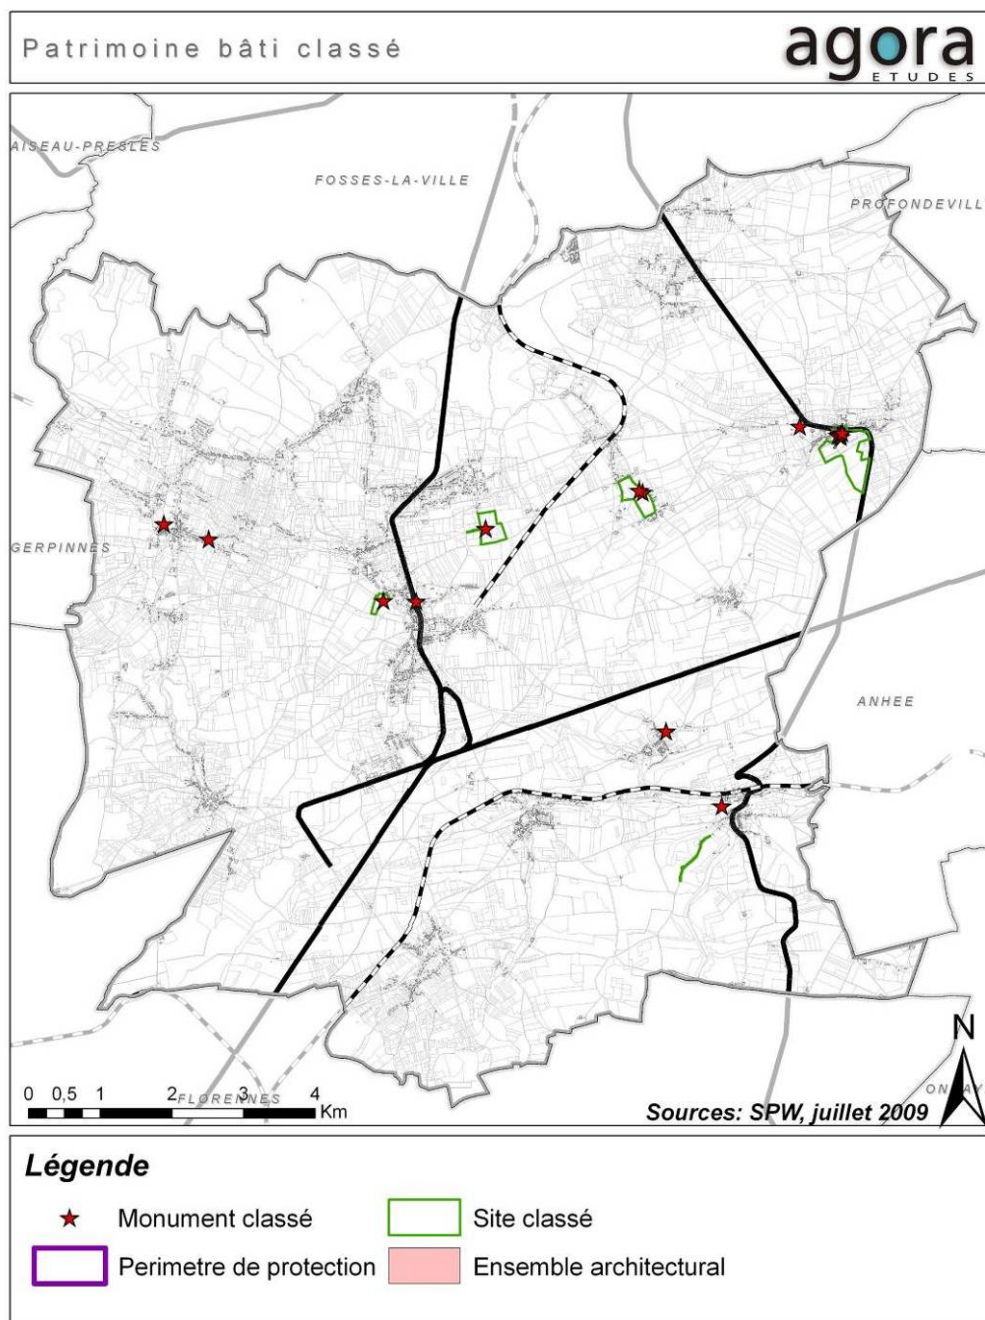 Patrimoine bâti classé
agora
ETUDES
AISEAU-PRESLES
FOSSES-LA-VILLE
PROFONDEVILL
GERPINNES
ANHEE
N
0 0,5 1 2 3 4
Km
FLORENNES
Sources: SPW, juillet 2009
Légende
Monument classé
Site classé
Perimetre de protection
Ensemble architectural